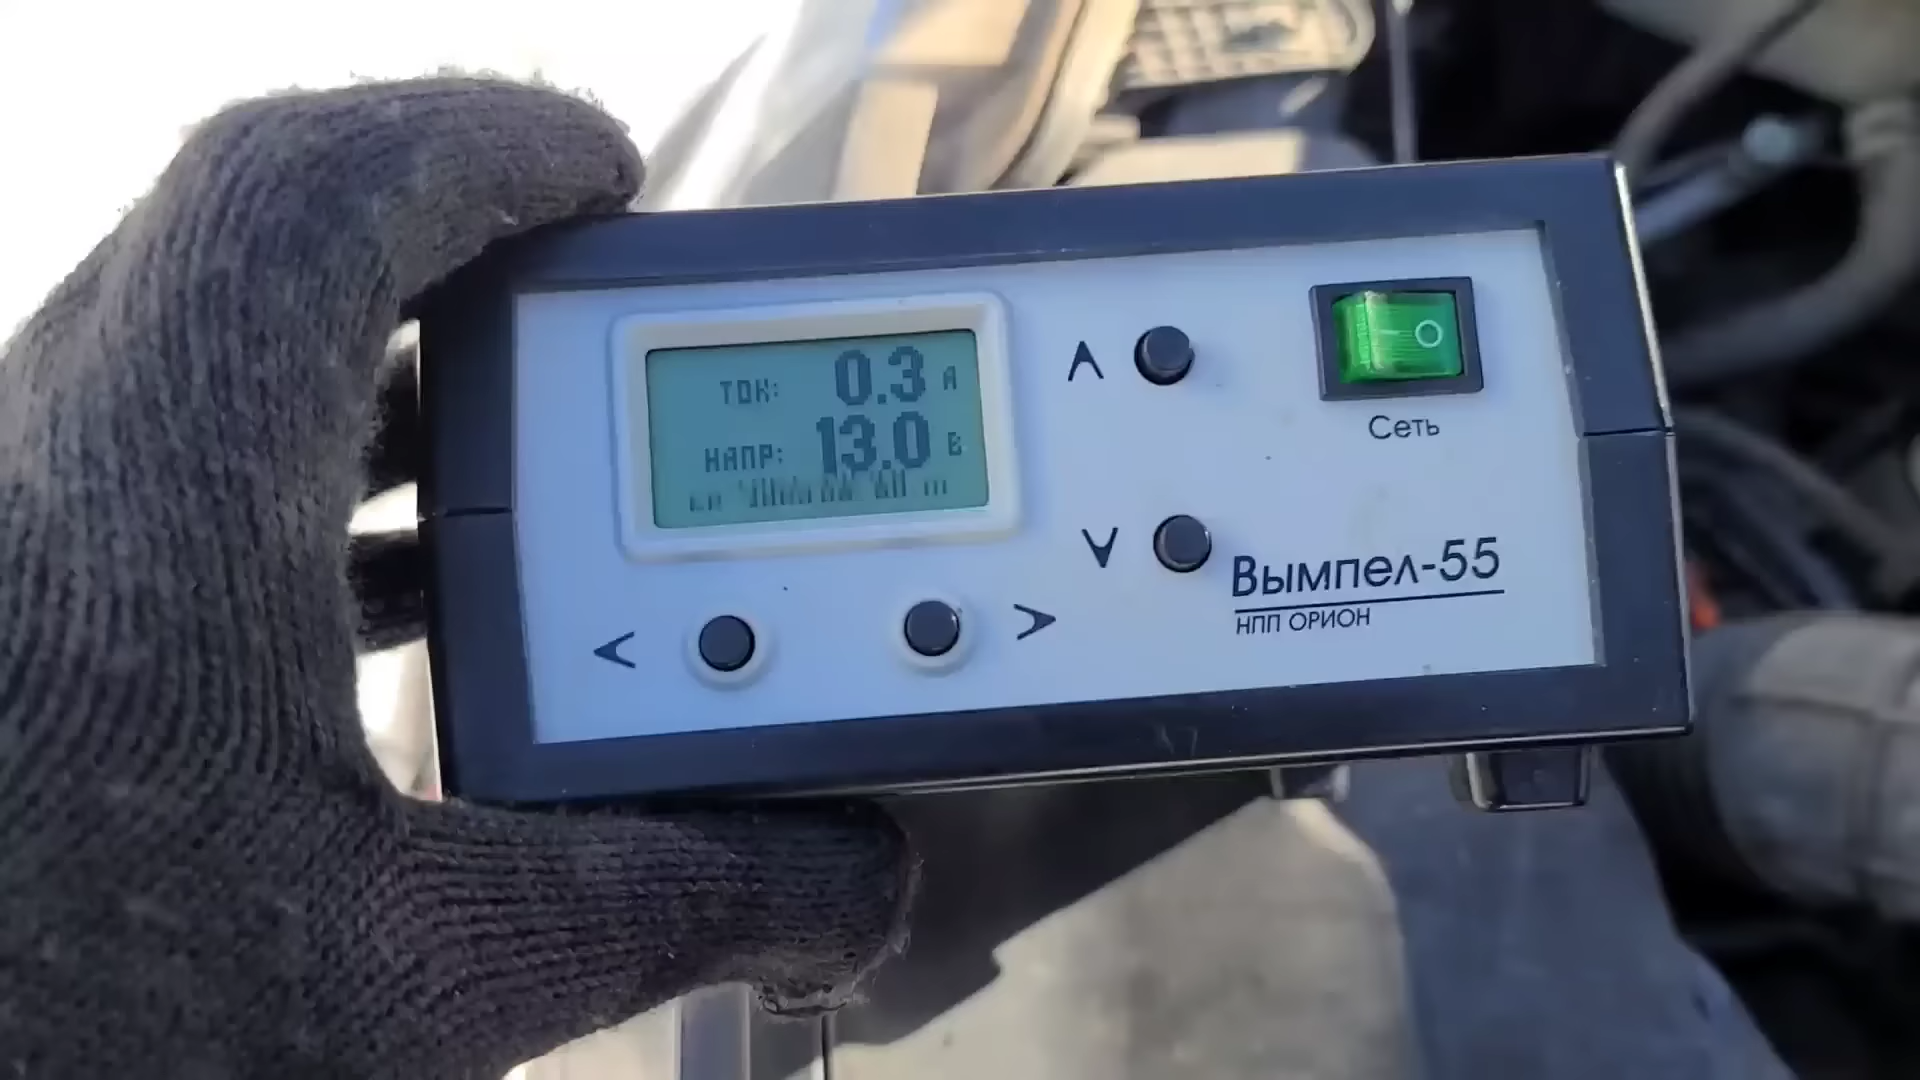 ТОК: 0.3 А
НАПР: 13.0 В
Сеть
Вымпел-55
НПП ОРИОН